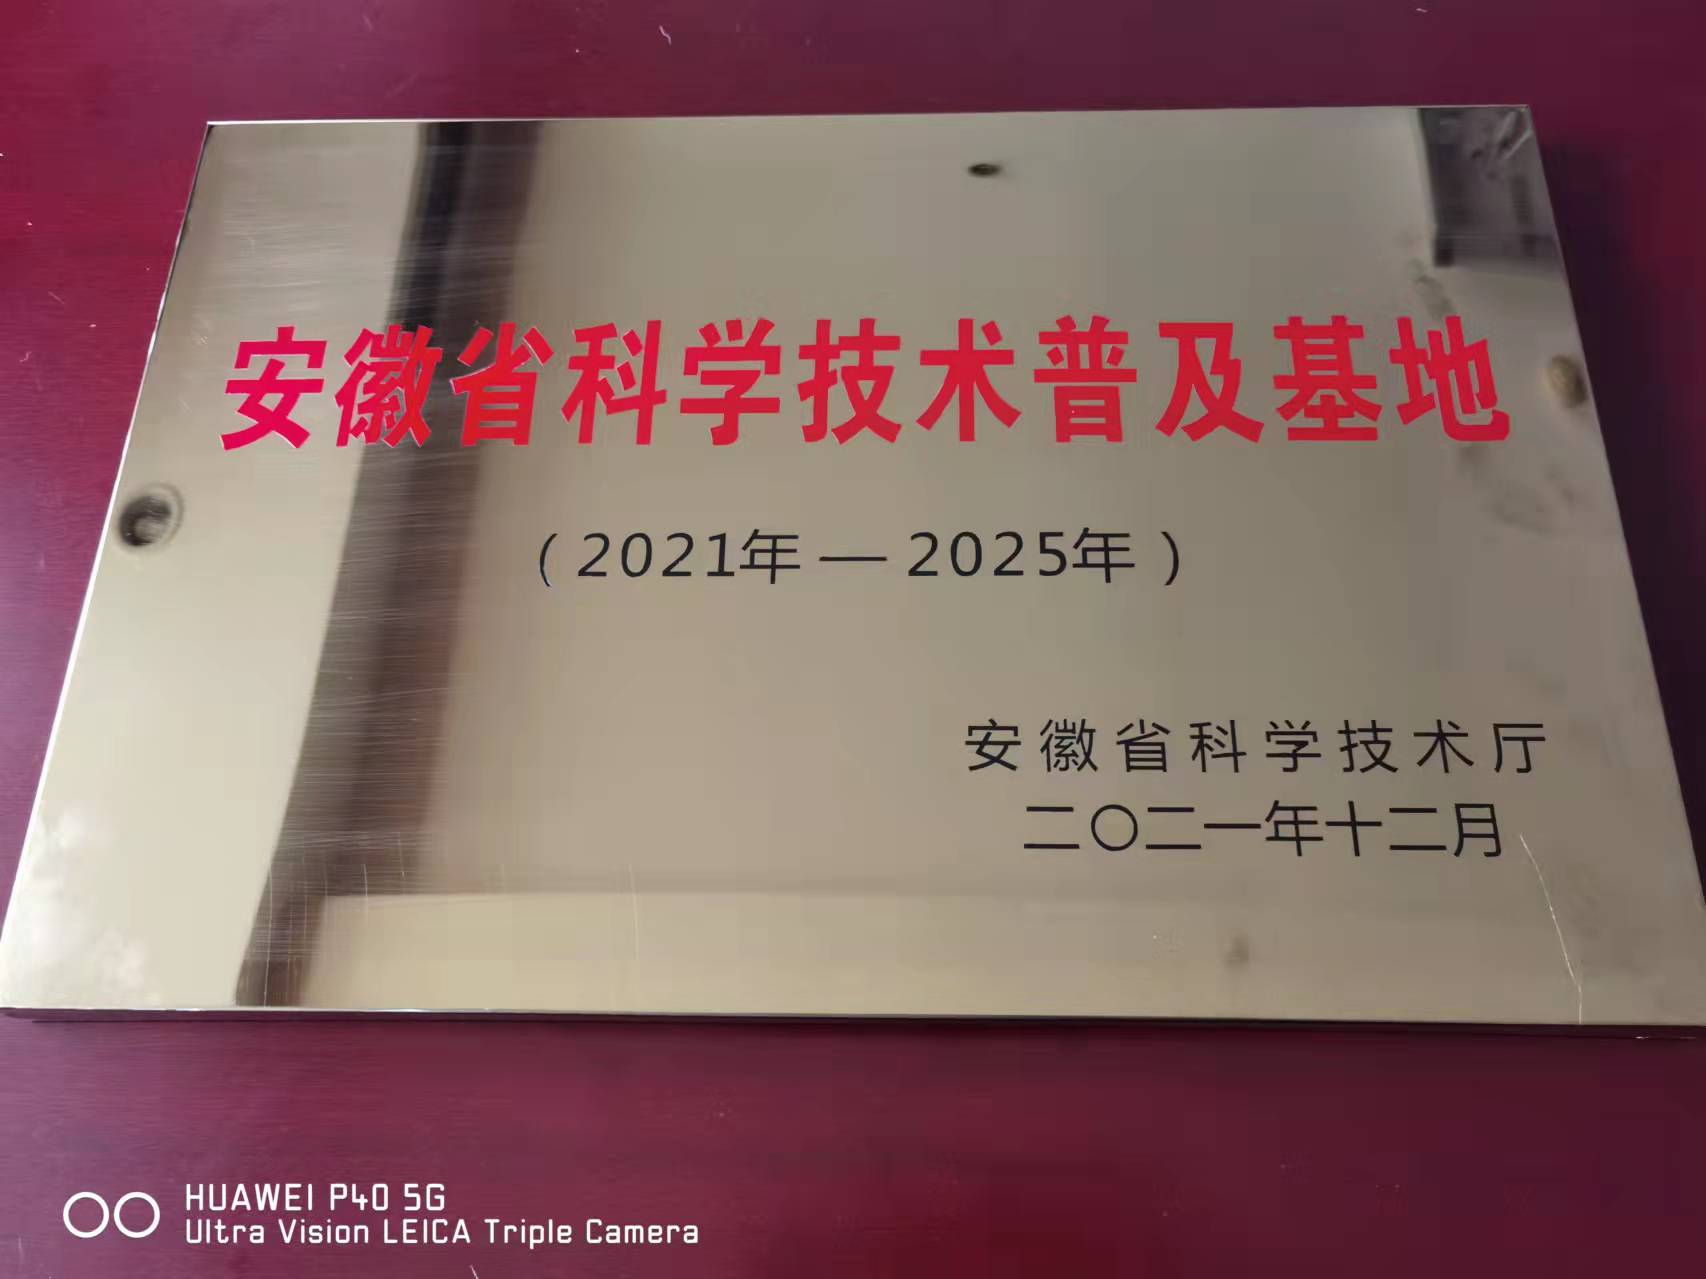 安徽省科学技术普及基地
（2021年—2025年）
安徽省科学技术厅
二〇二一年十二月
HUAWEI P40 5G
Ultra Vision LEICA Triple Camera